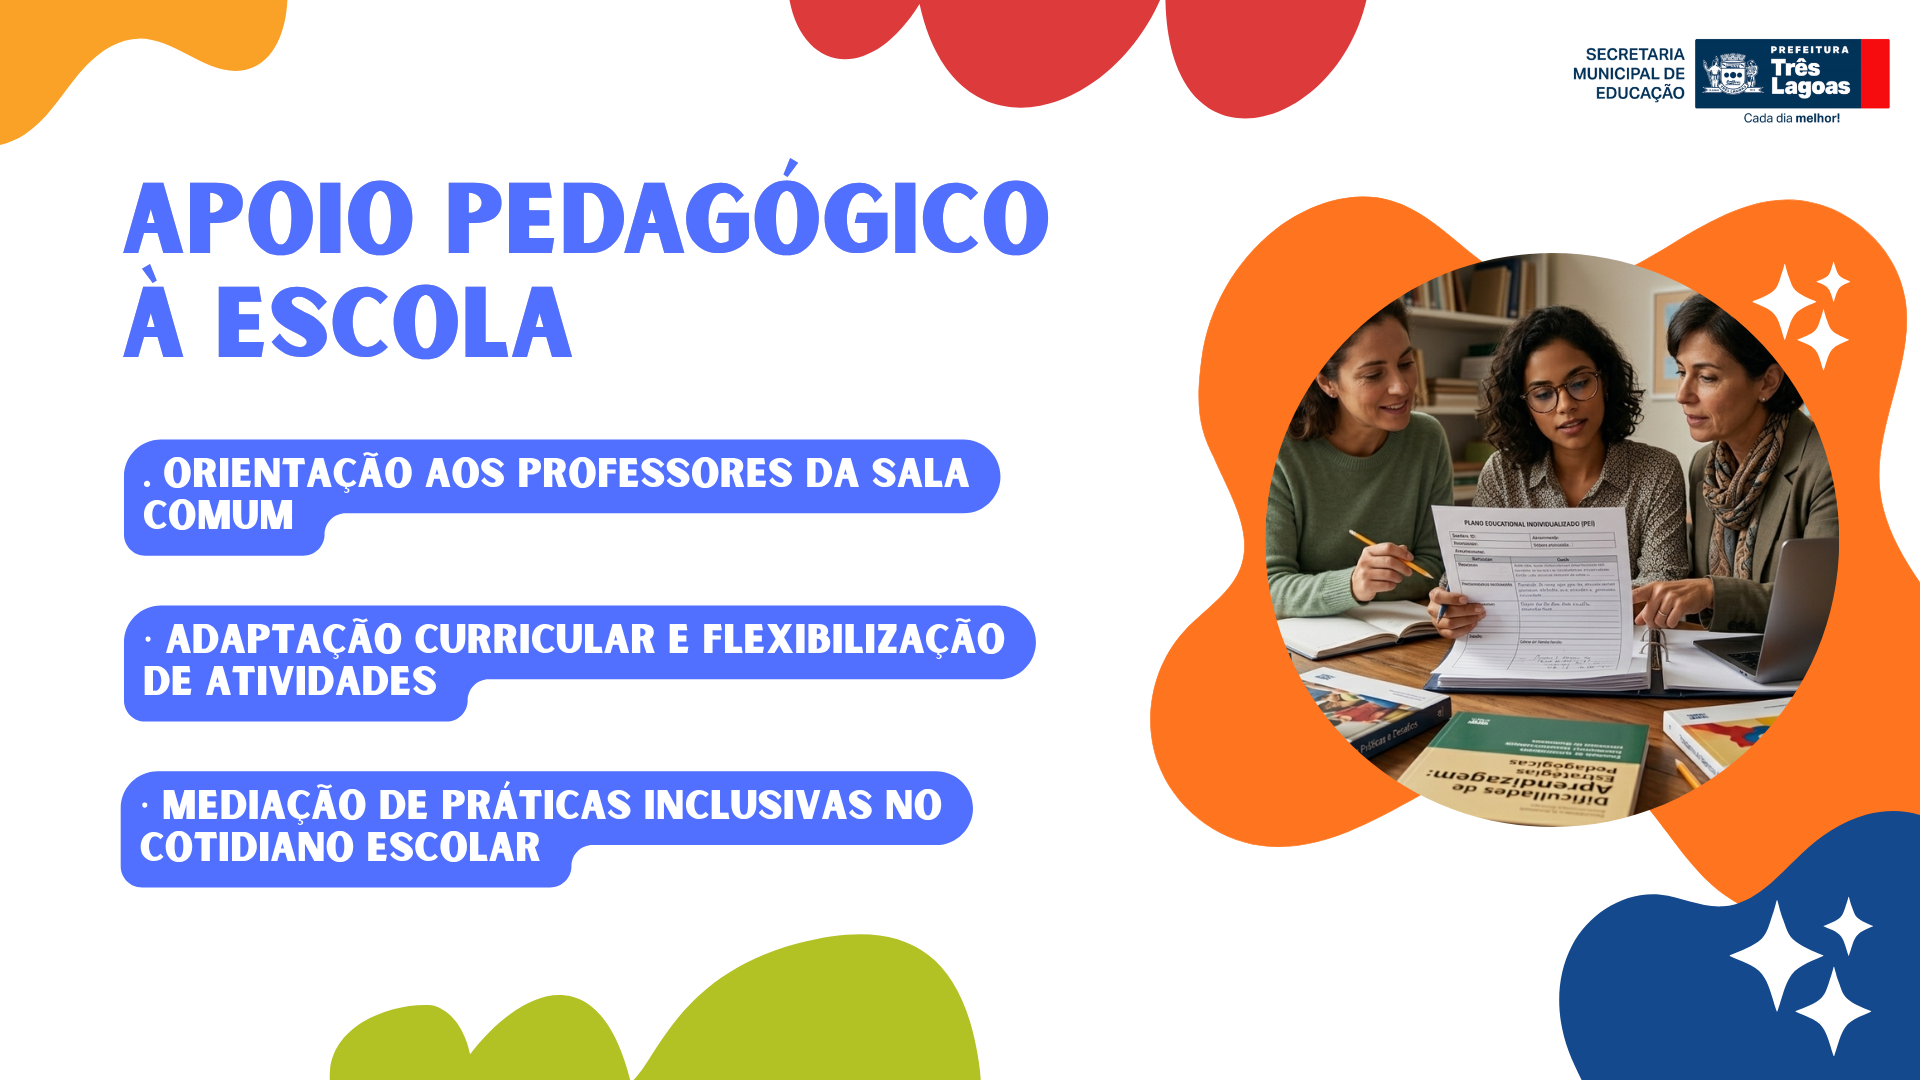 SECRETARIA
MUNICIPAL DE
EDUCAÇÃO
PREFEITURA
Três
Lagoas
Cada dia melhor!
APOIO PEDAGÓGICO
À ESCOLA
. ORIENTAÇÃO AOS PROFESSORES DA SALA
COMUM
· ADAPTAÇÃO CURRICULAR E FLEXIBILIZAÇÃO
DE ATIVIDADES
· MEDIAÇÃO DE PRÁTICAS INCLUSIVAS NO
COTIDIANO ESCOLAR
PLANO EDUCACIONAL INDIVIDUALIZADO (PEI)
Práticas e Desafios
Dificullades de
Aprendizagem:
Estratégias
Pedagógicas